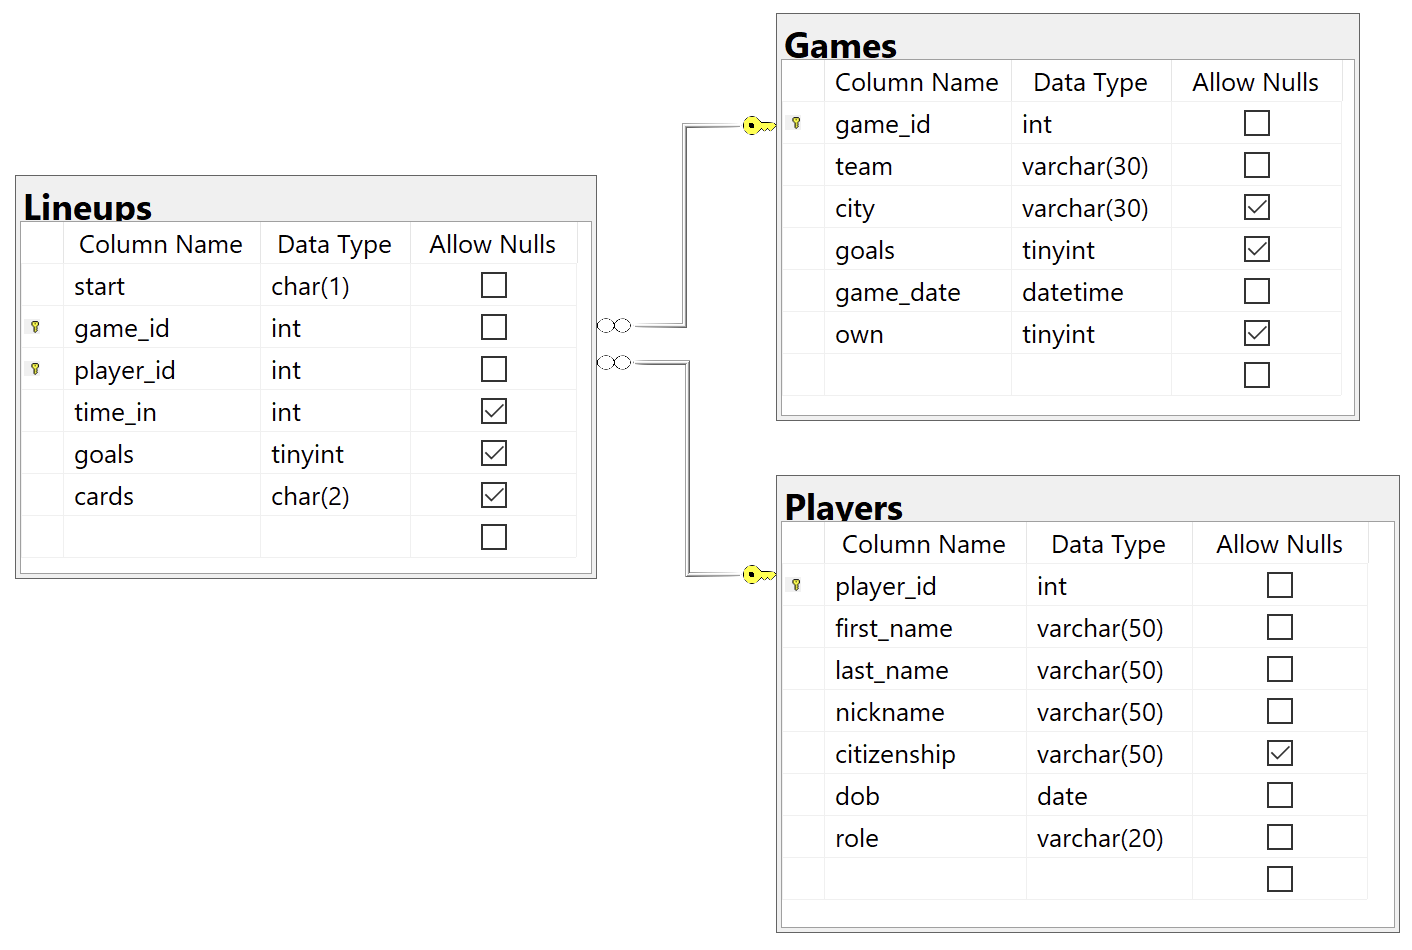 Lineups
Column Name Data Type Allow Nulls
start char(1)
game_id int
player_id int
time_in int
goals tinyint
cards char(2)
Games
Column Name Data Type Allow Nulls
game_id int
team varchar(30)
city varchar(30)
goals tinyint
game_date datetime
own tinyint
Players
Column Name Data Type Allow Nulls
player_id int
first_name varchar(50)
last_name varchar(50)
nickname varchar(50)
citizenship varchar(50)
dob date
role varchar(20)